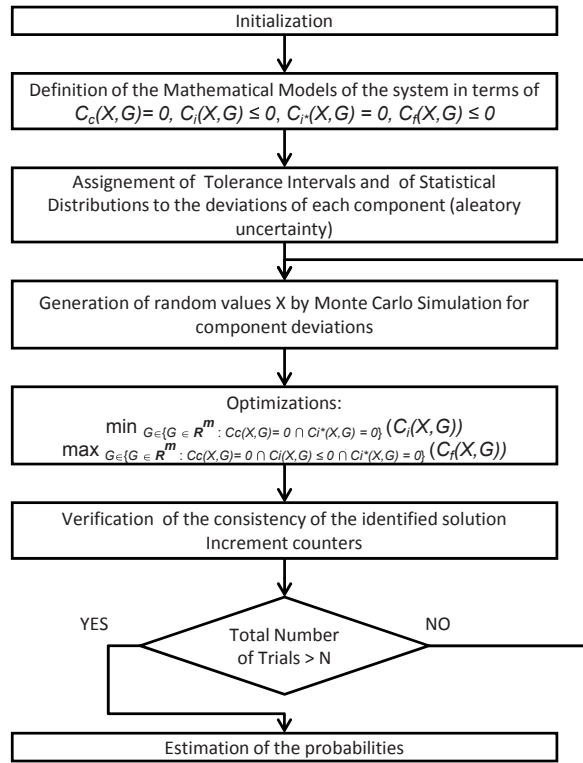 Initialization
Definition of the Mathematical Models of the system in terms of
Cc(X,G)= 0, Ci(X,G) ≤ 0, Ci*(X,G) = 0, Cf(X,G) ≤ 0
Assignement of Tolerance Intervals and of Statistical
Distributions to the deviations of each component (aleatory
uncertainty)
Generation of random values X by Monte Carlo Simulation for
component deviations
Optimizations:
min G∈{G ∈ R^m : Cc(X,G)= 0 ∩ Ci*(X,G) = 0} (Ci(X,G))
max G∈{G ∈ R^m : Cc(X,G)= 0 ∩ Ci(X,G) ≤ 0 ∩ Ci*(X,G) = 0} (Cf(X,G))
Verification of the consistency of the identified solution
Increment counters
YES
NO
Total Number
of Trials > N
Estimation of the probabilities